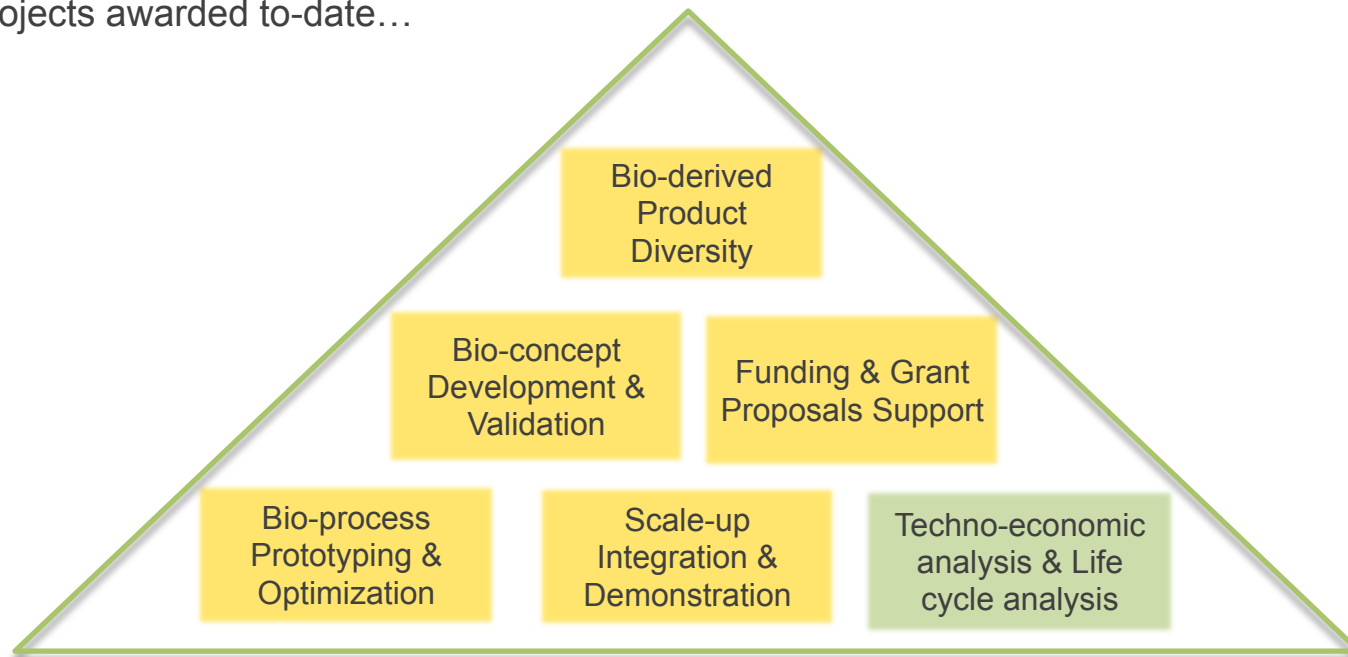 ojects awarded to-date…
Bio-derived
Product
Diversity
Bio-concept
Development &
Validation
Funding & Grant
Proposals Support
Bio-process
Prototyping &
Optimization
Scale-up
Integration &
Demonstration
Techno-economic
analysis & Life
cycle analysis